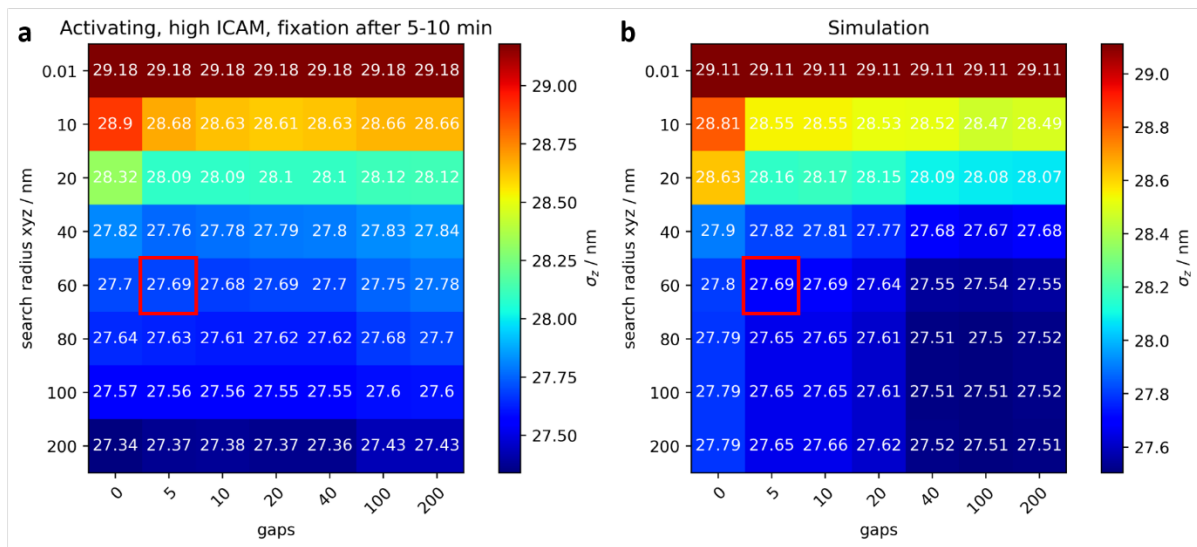 a Activating, high ICAM, fixation after 5-10 min
search radius xyz / nm
0.01 29.18 29.18 29.18 29.18 29.18 29.18 29.18
10 28.9 28.68 28.63 28.61 28.63 28.66 28.66
20 28.32 28.09 28.09 28.1 28.1 28.12 28.12
40 27.82 27.76 27.78 27.79 27.8 27.83 27.84
60 27.7 27.69 27.68 27.69 27.7 27.75 27.78
80 27.64 27.63 27.61 27.62 27.62 27.68 27.7
100 27.57 27.56 27.56 27.55 27.55 27.6 27.6
200 27.34 27.37 27.38 27.37 27.36 27.43 27.43
0 5 10 20 40 100 200
gaps
29.00
28.75
28.50
28.25
28.00
27.75
27.50
σz / nm
b Simulation
search radius xyz / nm
0.01 29.11 29.11 29.11 29.11 29.11 29.11 29.11
10 28.81 28.55 28.55 28.53 28.52 28.47 28.49
20 28.63 28.16 28.17 28.15 28.09 28.08 28.07
40 27.9 27.82 27.81 27.77 27.68 27.67 27.68
60 27.8 27.69 27.69 27.64 27.55 27.54 27.55
80 27.79 27.65 27.65 27.61 27.51 27.5 27.52
100 27.79 27.65 27.65 27.61 27.51 27.51 27.52
200 27.79 27.65 27.66 27.62 27.52 27.51 27.51
0 5 10 20 40 100 200
gaps
29.0
28.8
28.6
28.4
28.2
28.0
27.8
27.6
σz / nm